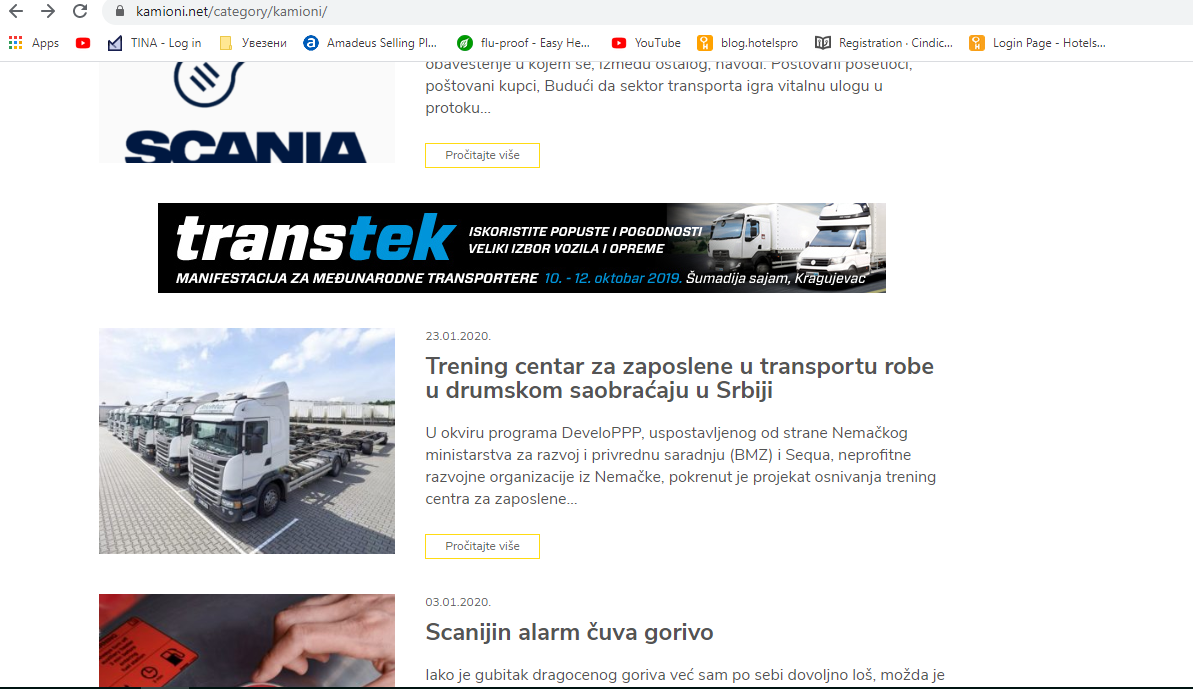 kamioni.net/category/kamioni/
Apps
TINA - Log in
Увезени
Amadeus Selling Pl...
flu-proof - Easy He...
YouTube
blog.hotelspro
Registration · Cindic...
Login Page - Hotels...
obaveštenje u kojem se, između ostalog, navodi: Poštovani posetioci,
poštovani kupci, Budući da sektor transporta igra vitalnu ulogu u
protoku...
SCANIA
Pročitajte više
transtek
ISKORISTITE POPUSTE I POGODNOSTI
VELIKI IZBOR VOZILA I OPREME
MANIFESTACIJA ZA MEĐUNARODNE TRANSPORTERE 10. - 12. oktobar 2019. Šumadija sajam, Kragujevac
23.01.2020.
Trening centar za zaposlene u transportu robe
u drumskom saobraćaju u Srbiji
U okviru programa DeveloPPP, uspostavljenog od strane Nemačkog
ministarstva za razvoj i privrednu saradnju (BMZ) i Sequa, neprofitne
razvojne organizacije iz Nemačke, pokrenut je projekat osnivanja trening
centra za zaposlene...
Pročitajte više
03.01.2020.
Scanijin alarm čuva gorivo
Iako je gubitak dragocenog goriva već sam po sebi dovoljno loš, možda je